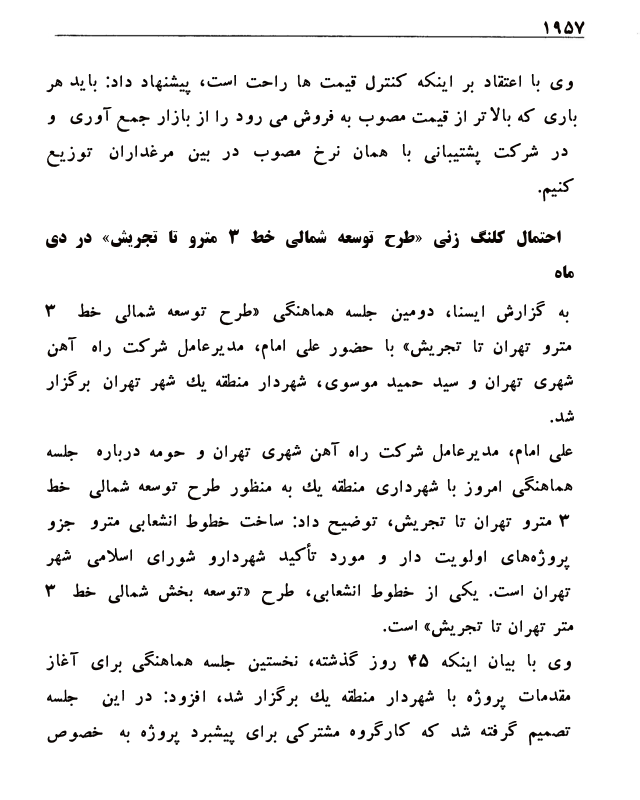 ۱۹۵۷
وی با اعتقاد بر اینکه کنترل قیمت ها راحت است، پیشنهاد داد: باید هر
باری که بالاتر از قیمت مصوب به فروش می رود را از بازار جمع آوری و
در شرکت پشتیبانی با همان نرخ مصوب در بین مرغداران توزیع
کنیم.
احتمال کلنگ زنی «طرح توسعه شمالی خط ۳ مترو تا تجریش» در دی
ماه
به گزارش ایسنا، دومین جلسه هماهنگی «طرح توسعه شمالی خط ۳
مترو تهران تا تجریش» با حضور علی امام، مدیرعامل شرکت راه آهن
شهری تهران و سید حمید موسوی، شهردار منطقه یك شهر تهران برگزار
شد.
علی امام، مدیرعامل شرکت راه آهن شهری تهران و حومه درباره جلسه
هماهنگی امروز با شهرداری منطقه یك به منظور طرح توسعه شمالی خط
۳ مترو تهران تا تجریش، توضیح داد: ساخت خطوط انشعابی مترو جزو
پروژه‌های اولویت دار و مورد تأکید شهردارو شورای اسلامی شهر
تهران است. یکی از خطوط انشعابی، طرح «توسعه بخش شمالی خط ۳
متر تهران تا تجریش» است.
وی با بیان اینکه ۴۵ روز گذشته، نخستین جلسه هماهنگی برای آغاز
مقدمات پروژه با شهردار منطقه یك برگزار شد، افزود: در این جلسه
تصمیم گرفته شد که کارگروه مشترکی برای پیشبرد پروژه به خصوص